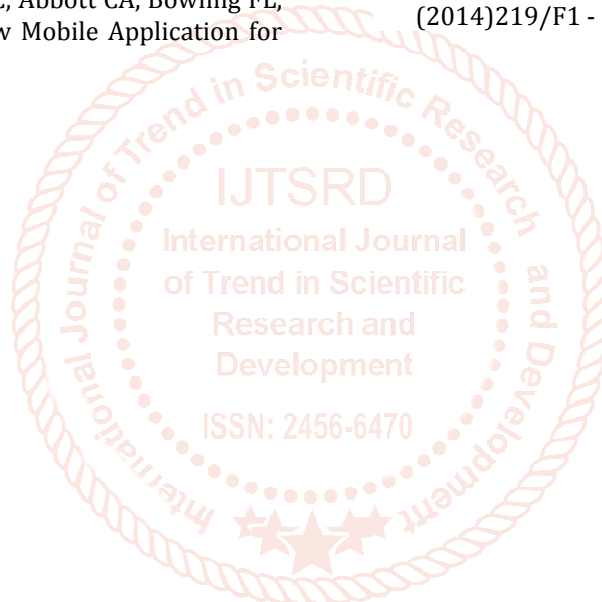 Abbott CA, Bowling FL,
Mobile Application for
(2014)219/F1 -
International Journal of Trend in Scientific Research and Development
IJTSRD
International Journal
of Trend in Scientific
Research and
Development
ISSN: 2456-6470